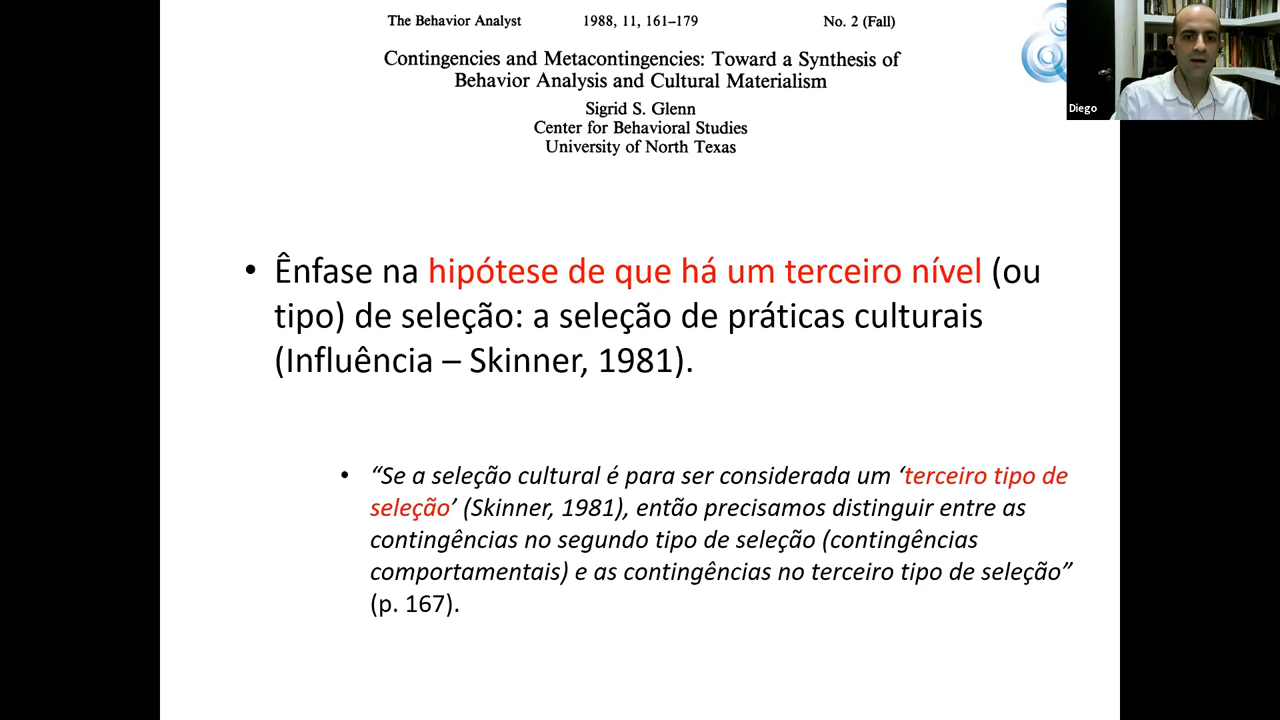 The Behavior Analyst 1988, 11, 161–179 No. 2 (Fall)
Contingencies and Metacontingencies: Toward a Synthesis of
Behavior Analysis and Cultural Materialism
Sigrid S. Glenn
Center for Behavioral Studies
University of North Texas
Diego
• Ênfase na hipótese de que há um terceiro nível (ou
tipo) de seleção: a seleção de práticas culturais
(Influência – Skinner, 1981).
• “Se a seleção cultural é para ser considerada um ‘terceiro tipo de
seleção’ (Skinner, 1981), então precisamos distinguir entre as
contingências no segundo tipo de seleção (contingências
comportamentais) e as contingências no terceiro tipo de seleção”
(p. 167).